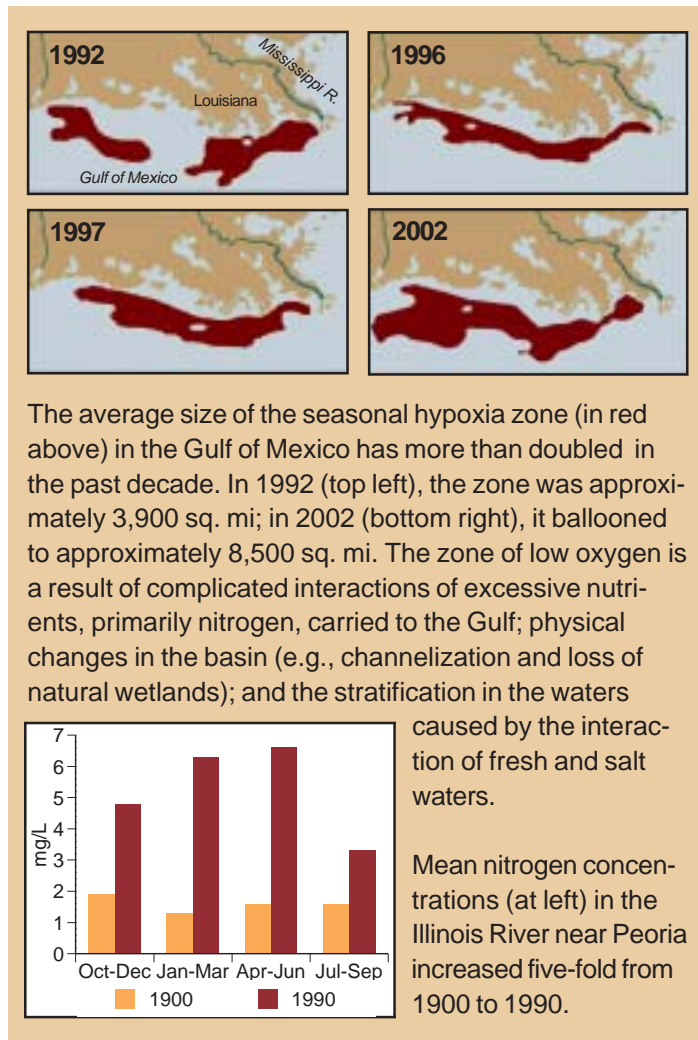 1992
Mississippi R.
Louisiana
Gulf of Mexico
1996
1997
2002
The average size of the seasonal hypoxia zone (in red
above) in the Gulf of Mexico has more than doubled in
the past decade. In 1992 (top left), the zone was approxi-
mately 3,900 sq. mi; in 2002 (bottom right), it ballooned
to approximately 8,500 sq. mi. The zone of low oxygen is
a result of complicated interactions of excessive nutri-
ents, primarily nitrogen, carried to the Gulf; physical
changes in the basin (e.g., channelization and loss of
natural wetlands); and the stratification in the waters
caused by the interac-
tion of fresh and salt
waters.
Mean nitrogen concen-
trations (at left) in the
Illinois River near Peoria
increased five-fold from
1900 to 1990.
7
6
5
4
3
2
1
0
mg/L
Oct-Dec Jan-Mar Apr-Jun Jul-Sep
1900 1990